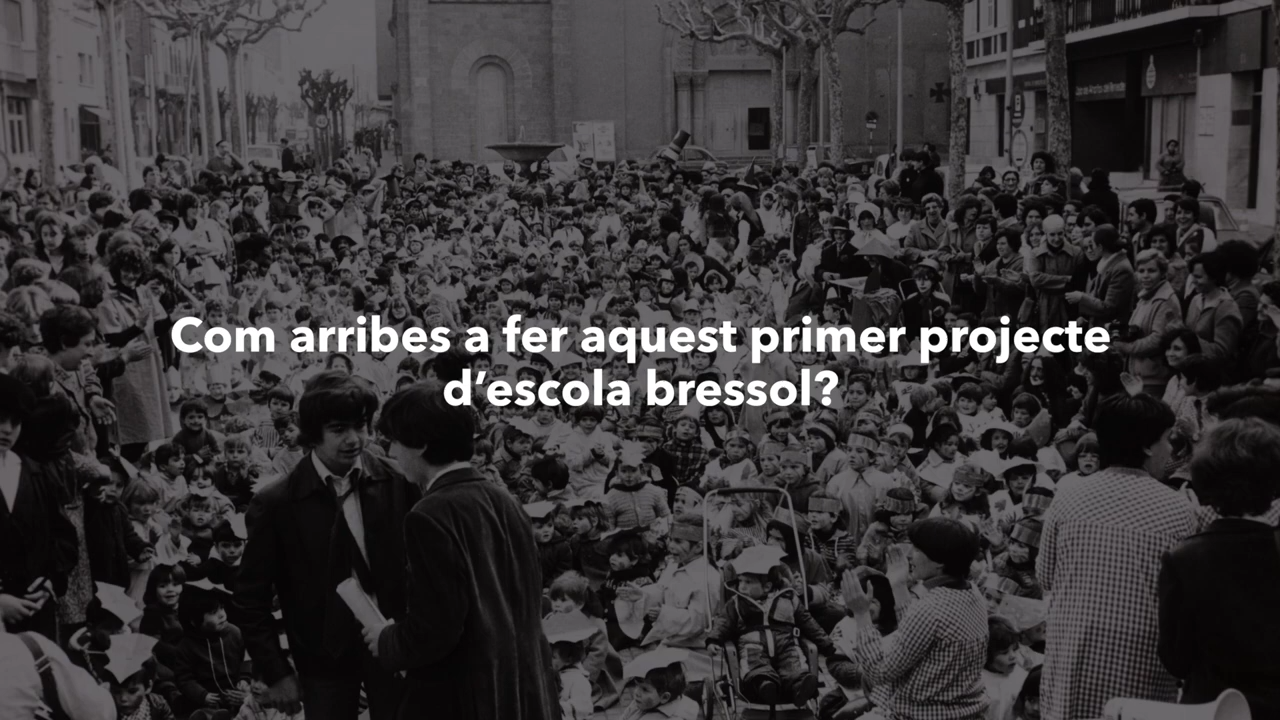 Com arribes a fer aquest primer projecte
d’escola bressol?